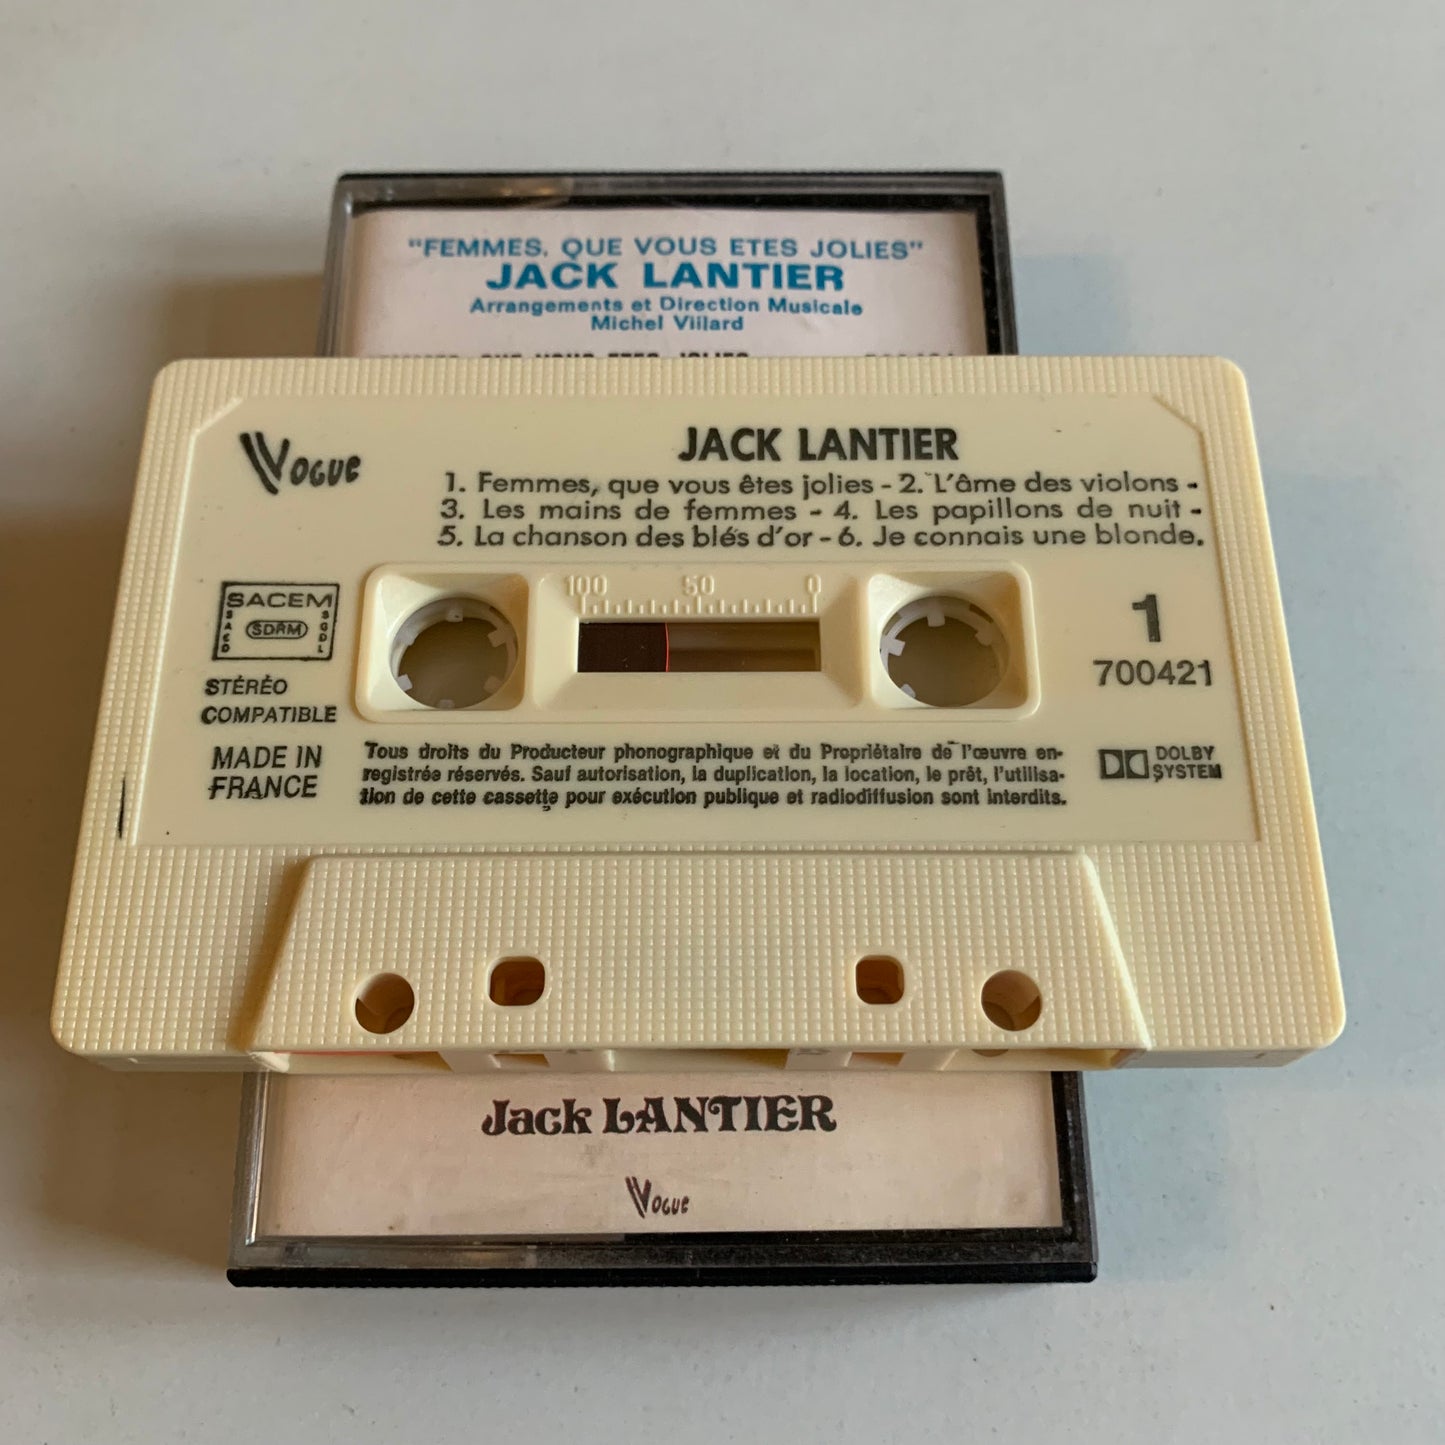 "FEMMES, QUE VOUS ETES JOLIES"
JACK LANTIER
Arrangements et Direction Musicale
Michel Villard
Vogue
JACK LANTIER
1. Femmes, que vous êtes jolies - 2. L'âme des violons -
3. Les mains de femmes - 4. Les papillons de nuit -
5. La chanson des blés d'or - 6. Je connais une blonde.
100 50 0
SACEM
SACD
SDRM
SGDL
1
700421
STÉRÉO
COMPATIBLE
MADE IN
FRANCE
Tous droits du Producteur phonographique et du Propriétaire de l'œuvre en-
registrée réservés. Sauf autorisation, la duplication, la location, le prêt, l'utilisa-
tion de cette cassette pour exécution publique et radiodiffusion sont interdits.
DOLBY
SYSTEM
Jack LANTIER
Vogue